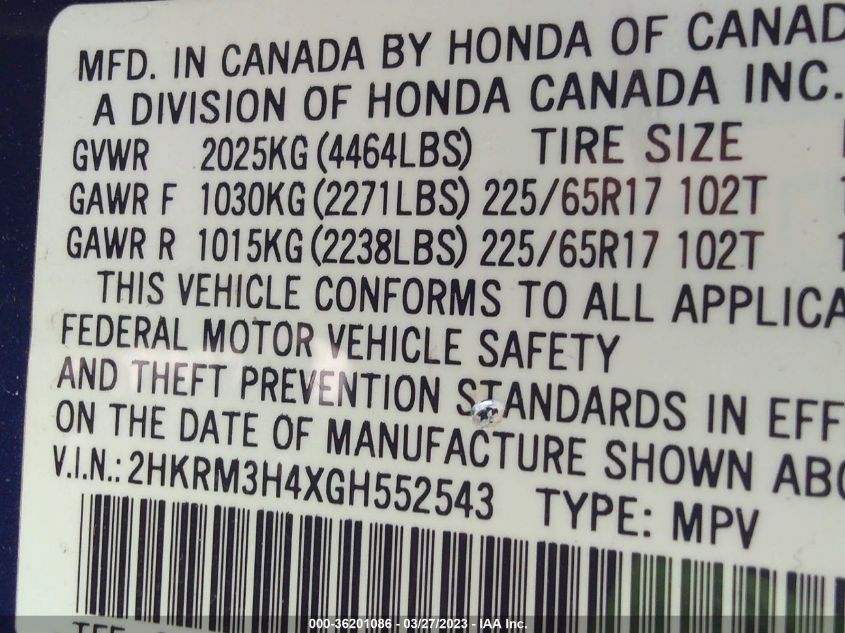 MFD. IN CANADA BY HONDA OF CANAD
A DIVISION OF HONDA CANADA INC.
GVWR 2025KG (4464LBS) TIRE SIZE
GAWR F 1030KG (2271LBS) 225/65R17 102T
GAWR R 1015KG (2238LBS) 225/65R17 102T
THIS VEHICLE CONFORMS TO ALL APPLICA
FEDERAL MOTOR VEHICLE SAFETY
AND THEFT PREVENTION STANDARDS IN EFF
ON THE DATE OF MANUFACTURE SHOWN ABO
V.I.N.: 2HKRM3H4XGH552543 TYPE: MPV
000-36201086 - 03/27/2023 - IAA Inc.